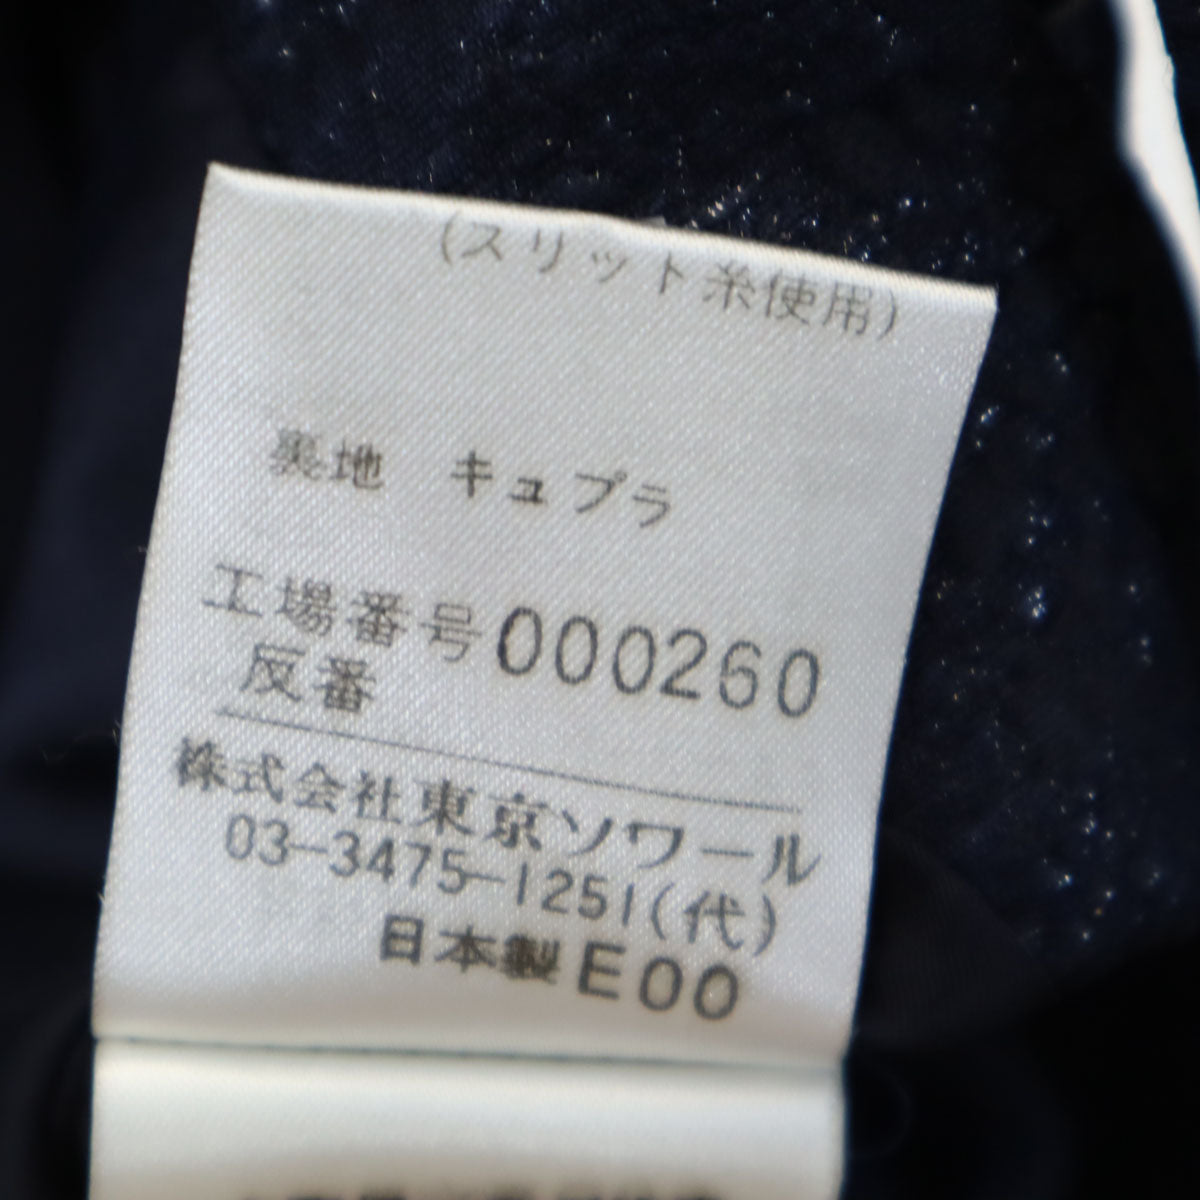 (スリット糸使用)
裏地　キュプラ
工場番号000260
反番
株式会社東京ソワール
03-3475-1251(代)
日本製E00